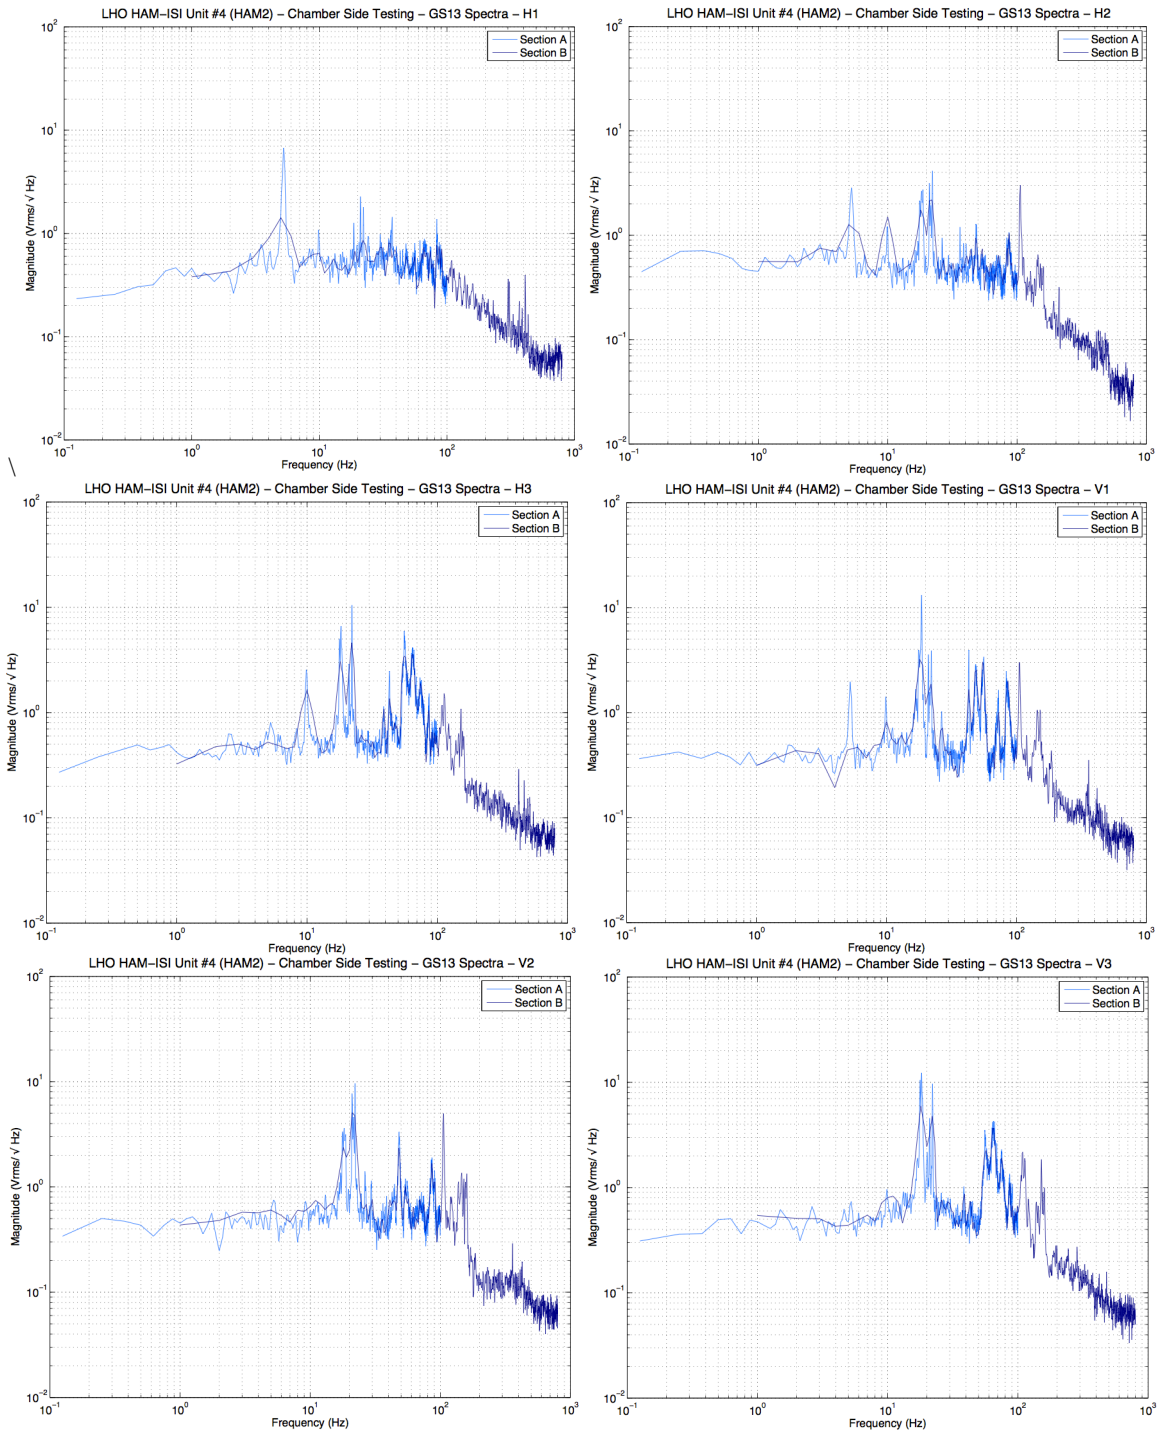 LHO HAM−ISI Unit #4 (HAM2) − Chamber Side Testing − GS13 Spectra − H1
Section A
Section B
10²
10¹
10⁰
10⁻¹
10⁻²
Magnitude (Vrms/ √ Hz)
10⁻¹ 10⁰ 10¹ 10² 10³
Frequency (Hz)
LHO HAM−ISI Unit #4 (HAM2) − Chamber Side Testing − GS13 Spectra − H2
Section A
Section B
10²
10¹
10⁰
10⁻¹
10⁻²
Magnitude (Vrms/ √ Hz)
10⁻¹ 10⁰ 10¹ 10² 10³
Frequency (Hz)
\
LHO HAM−ISI Unit #4 (HAM2) − Chamber Side Testing − GS13 Spectra − H3
Section A
Section B
10²
10¹
10⁰
10⁻¹
10⁻²
Magnitude (Vrms/ √ Hz)
10⁻¹ 10⁰ 10¹ 10² 10³
Frequency (Hz)
LHO HAM−ISI Unit #4 (HAM2) − Chamber Side Testing − GS13 Spectra − V1
Section A
Section B
10²
10¹
10⁰
10⁻¹
10⁻²
Magnitude (Vrms/ √ Hz)
10⁻¹ 10⁰ 10¹ 10² 10³
Frequency (Hz)
LHO HAM−ISI Unit #4 (HAM2) − Chamber Side Testing − GS13 Spectra − V2
Section A
Section B
10²
10¹
10⁰
10⁻¹
10⁻²
Magnitude (Vrms/ √ Hz)
10⁻¹ 10⁰ 10¹ 10² 10³
Frequency (Hz)
LHO HAM−ISI Unit #4 (HAM2) − Chamber Side Testing − GS13 Spectra − V3
Section A
Section B
10²
10¹
10⁰
10⁻¹
10⁻²
Magnitude (Vrms/ √ Hz)
10⁻¹ 10⁰ 10¹ 10² 10³
Frequency (Hz)